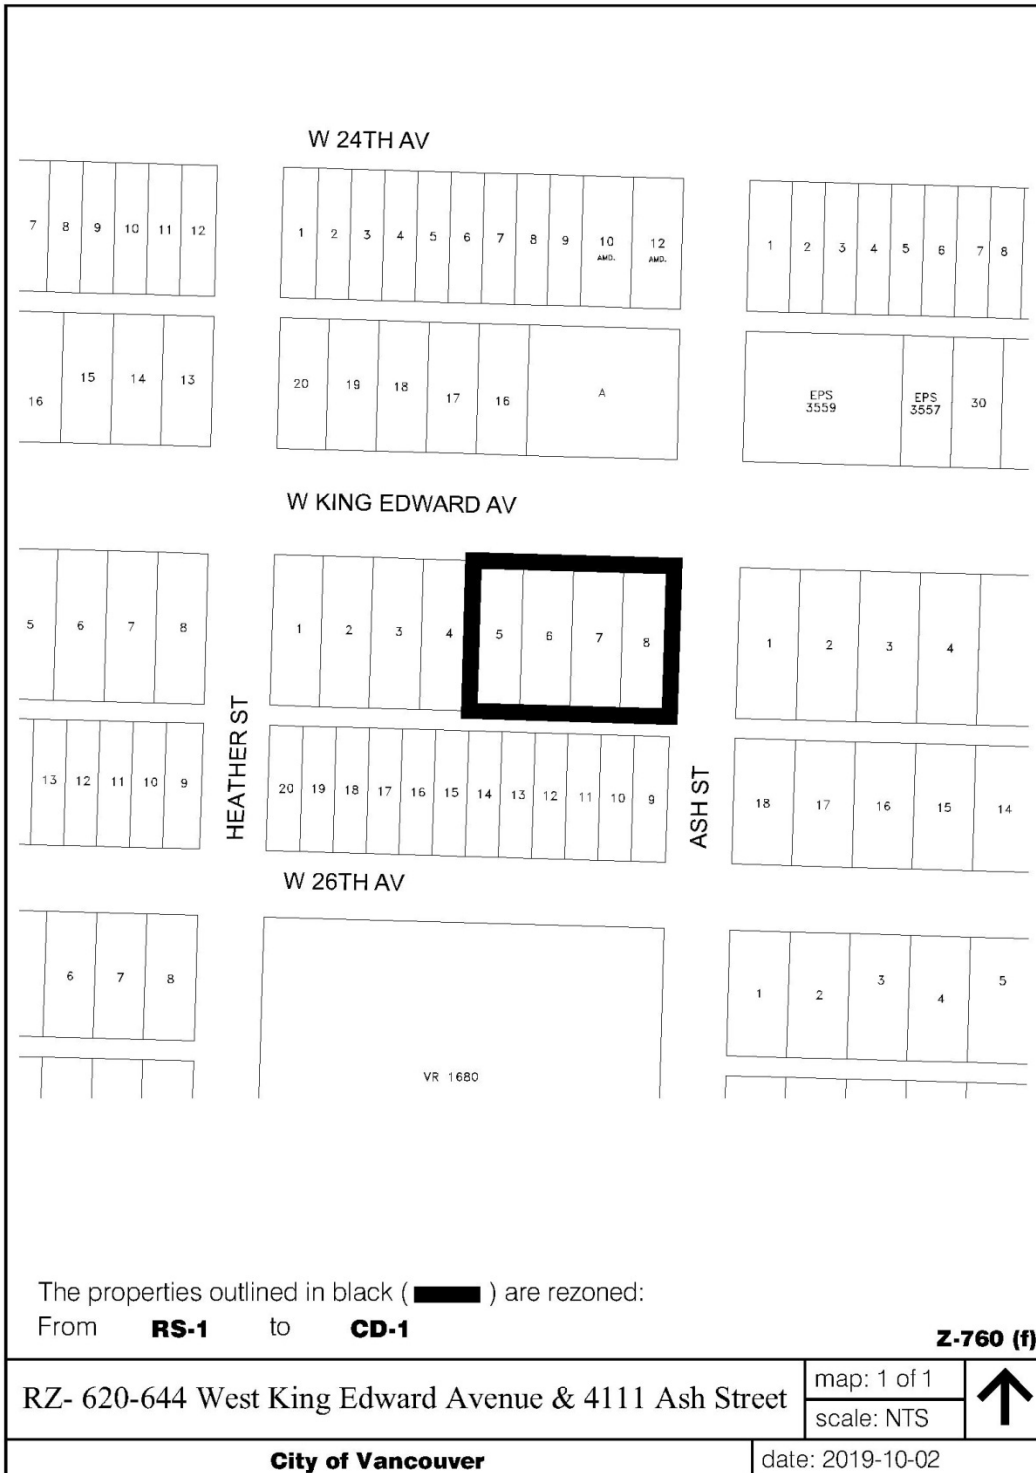 W 24TH AV
7 8 9 10 11 12
1 2 3 4 5 6 7 8 9 10 AMD. 12 AMD.
1 2 3 4 5 6 7 8
16 15 14 13
20 19 18 17 16 A
EPS 3559 EPS 3557 30
W KING EDWARD AV
5 6 7 8
1 2 3 4 5 6 7 8
1 2 3 4
HEATHER ST
ASH ST
13 12 11 10 9
20 19 18 17 16 15 14 13 12 11 10 9
18 17 16 15 14
W 26TH AV
6 7 8
VR 1680
1 2 3 4 5
The properties outlined in black ( ) are rezoned:
From RS-1 to CD-1
Z-760 (f)
RZ- 620-644 West King Edward Avenue & 4111 Ash Street
map: 1 of 1
scale: NTS
City of Vancouver
date: 2019-10-02